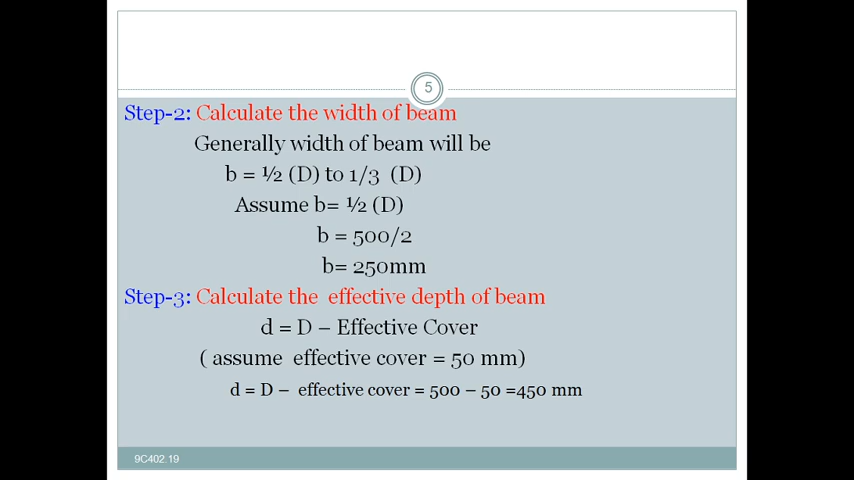 5
Step-2: Calculate the width of beam
Generally width of beam will be
b = ½ (D) to 1/3 (D)
Assume b= ½ (D)
b = 500/2
b= 250mm
Step-3: Calculate the effective depth of beam
d = D – Effective Cover
( assume effective cover = 50 mm)
d = D – effective cover = 500 – 50 =450 mm
9C402.19